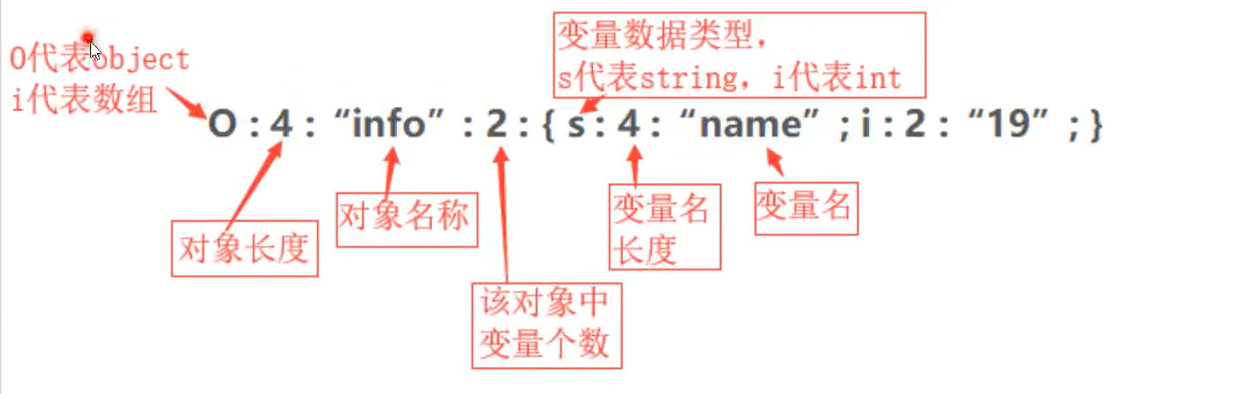 变量数据类型，
s代表string，i代表int
O代表object
i代表数组
O : 4 : “info” : 2 : { s : 4 : “name” ; i : 2 : “19” ; }
对象长度
对象名称
该对象中
变量个数
变量名
长度
变量名